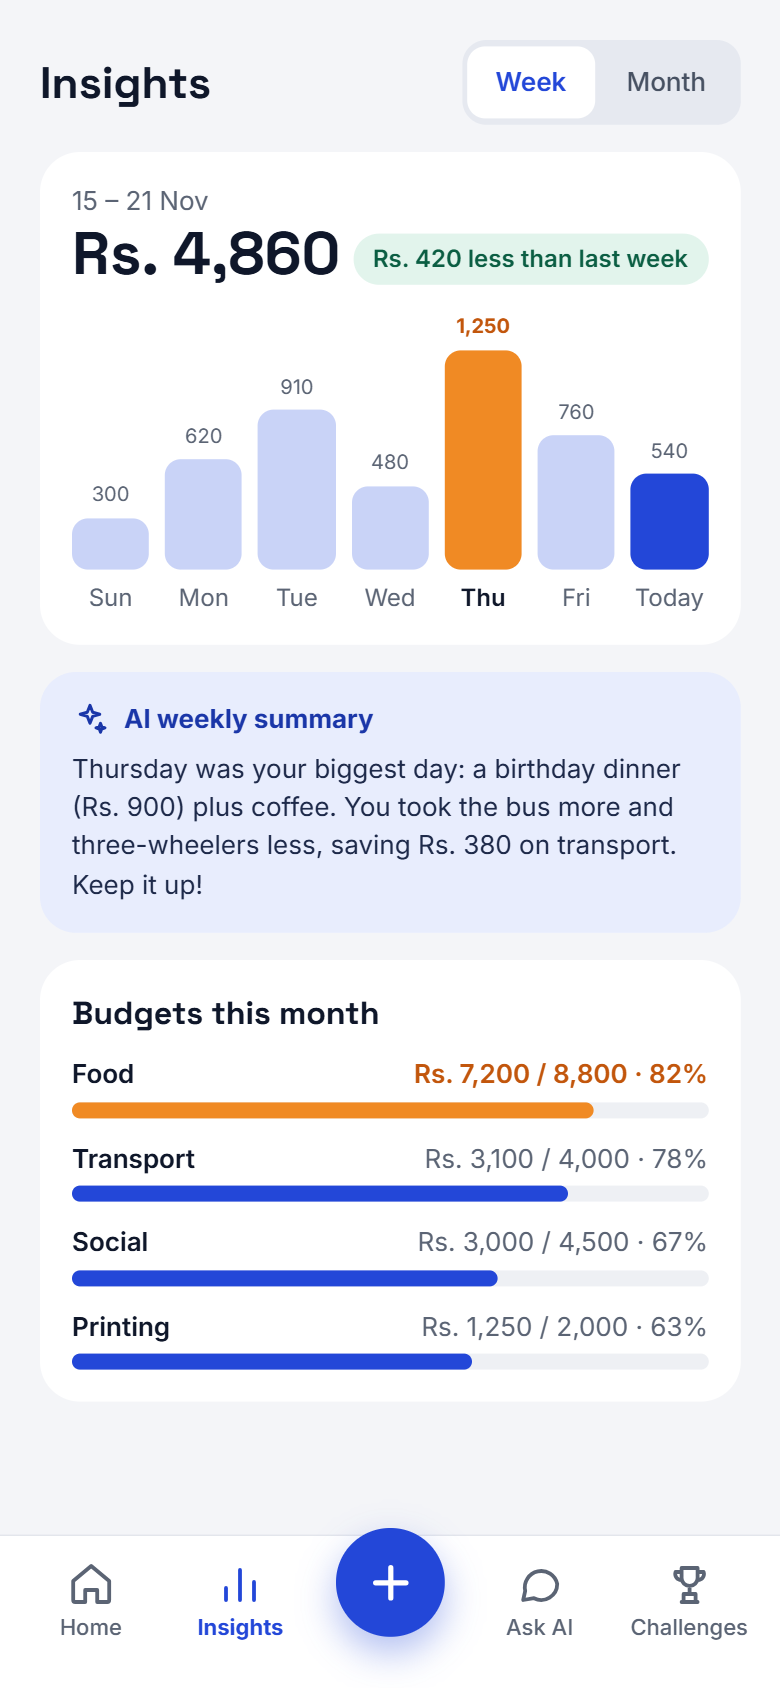 Insights
Week
Month
15 – 21 Nov
Rs. 4,860
Rs. 420 less than last week
300
620
910
480
1,250
760
540
Sun
Mon
Tue
Wed
Thu
Fri
Today
AI weekly summary
Thursday was your biggest day: a birthday dinner
(Rs. 900) plus coffee. You took the bus more and
three-wheelers less, saving Rs. 380 on transport.
Keep it up!
Budgets this month
Food
Rs. 7,200 / 8,800 · 82%
Transport
Rs. 3,100 / 4,000 · 78%
Social
Rs. 3,000 / 4,500 · 67%
Printing
Rs. 1,250 / 2,000 · 63%
Home
Insights
Ask AI
Challenges